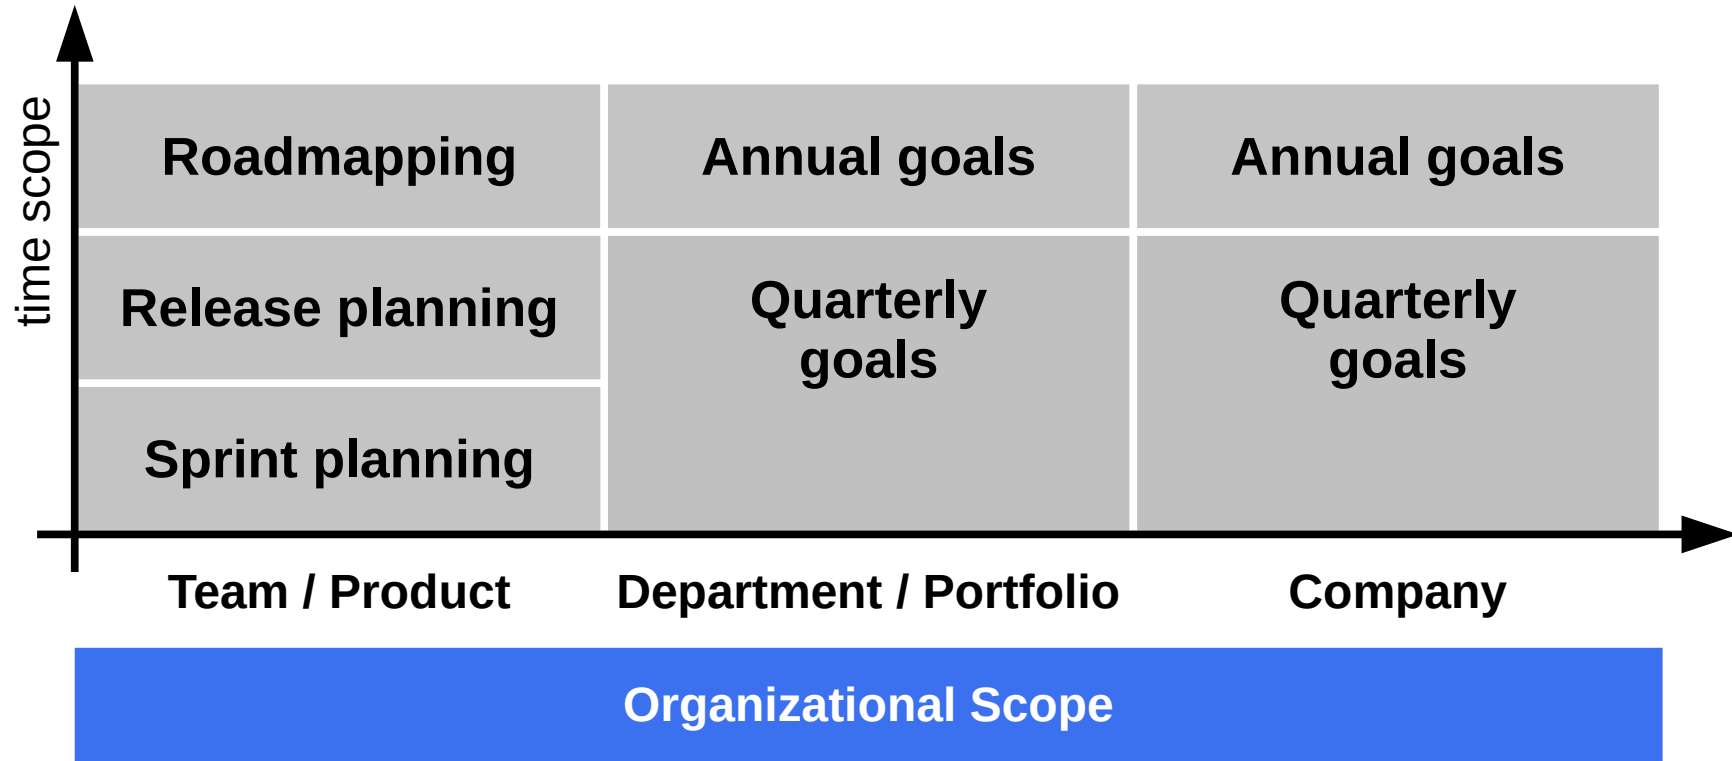 time scope
Roadmapping
Annual goals
Annual goals
Release planning
Quarterly
goals
Quarterly
goals
Sprint planning
Team / Product
Department / Portfolio
Company
Organizational Scope